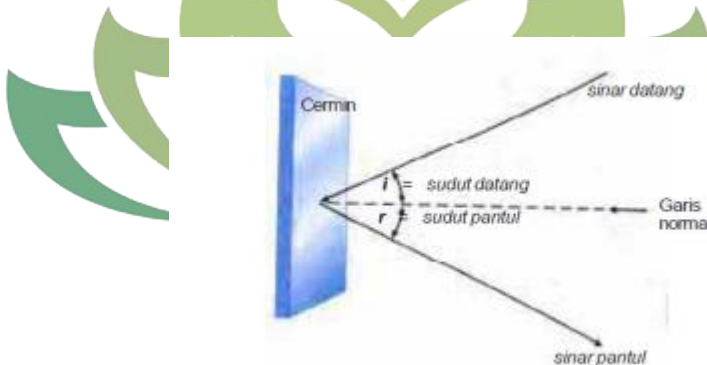 Cermin
sinar datang
i = sudut datang
r = sudut pantul
Garis
norma
sinar pantul